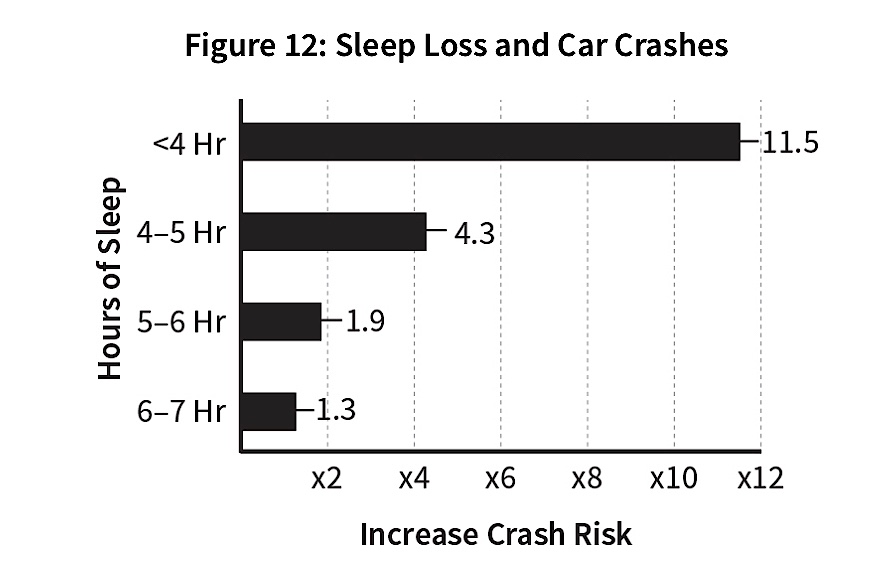 Figure 12: Sleep Loss and Car Crashes
Hours of Sleep
<4 Hr
11.5
4–5 Hr
4.3
5–6 Hr
1.9
6–7 Hr
1.3
x2 x4 x6 x8 x10 x12
Increase Crash Risk